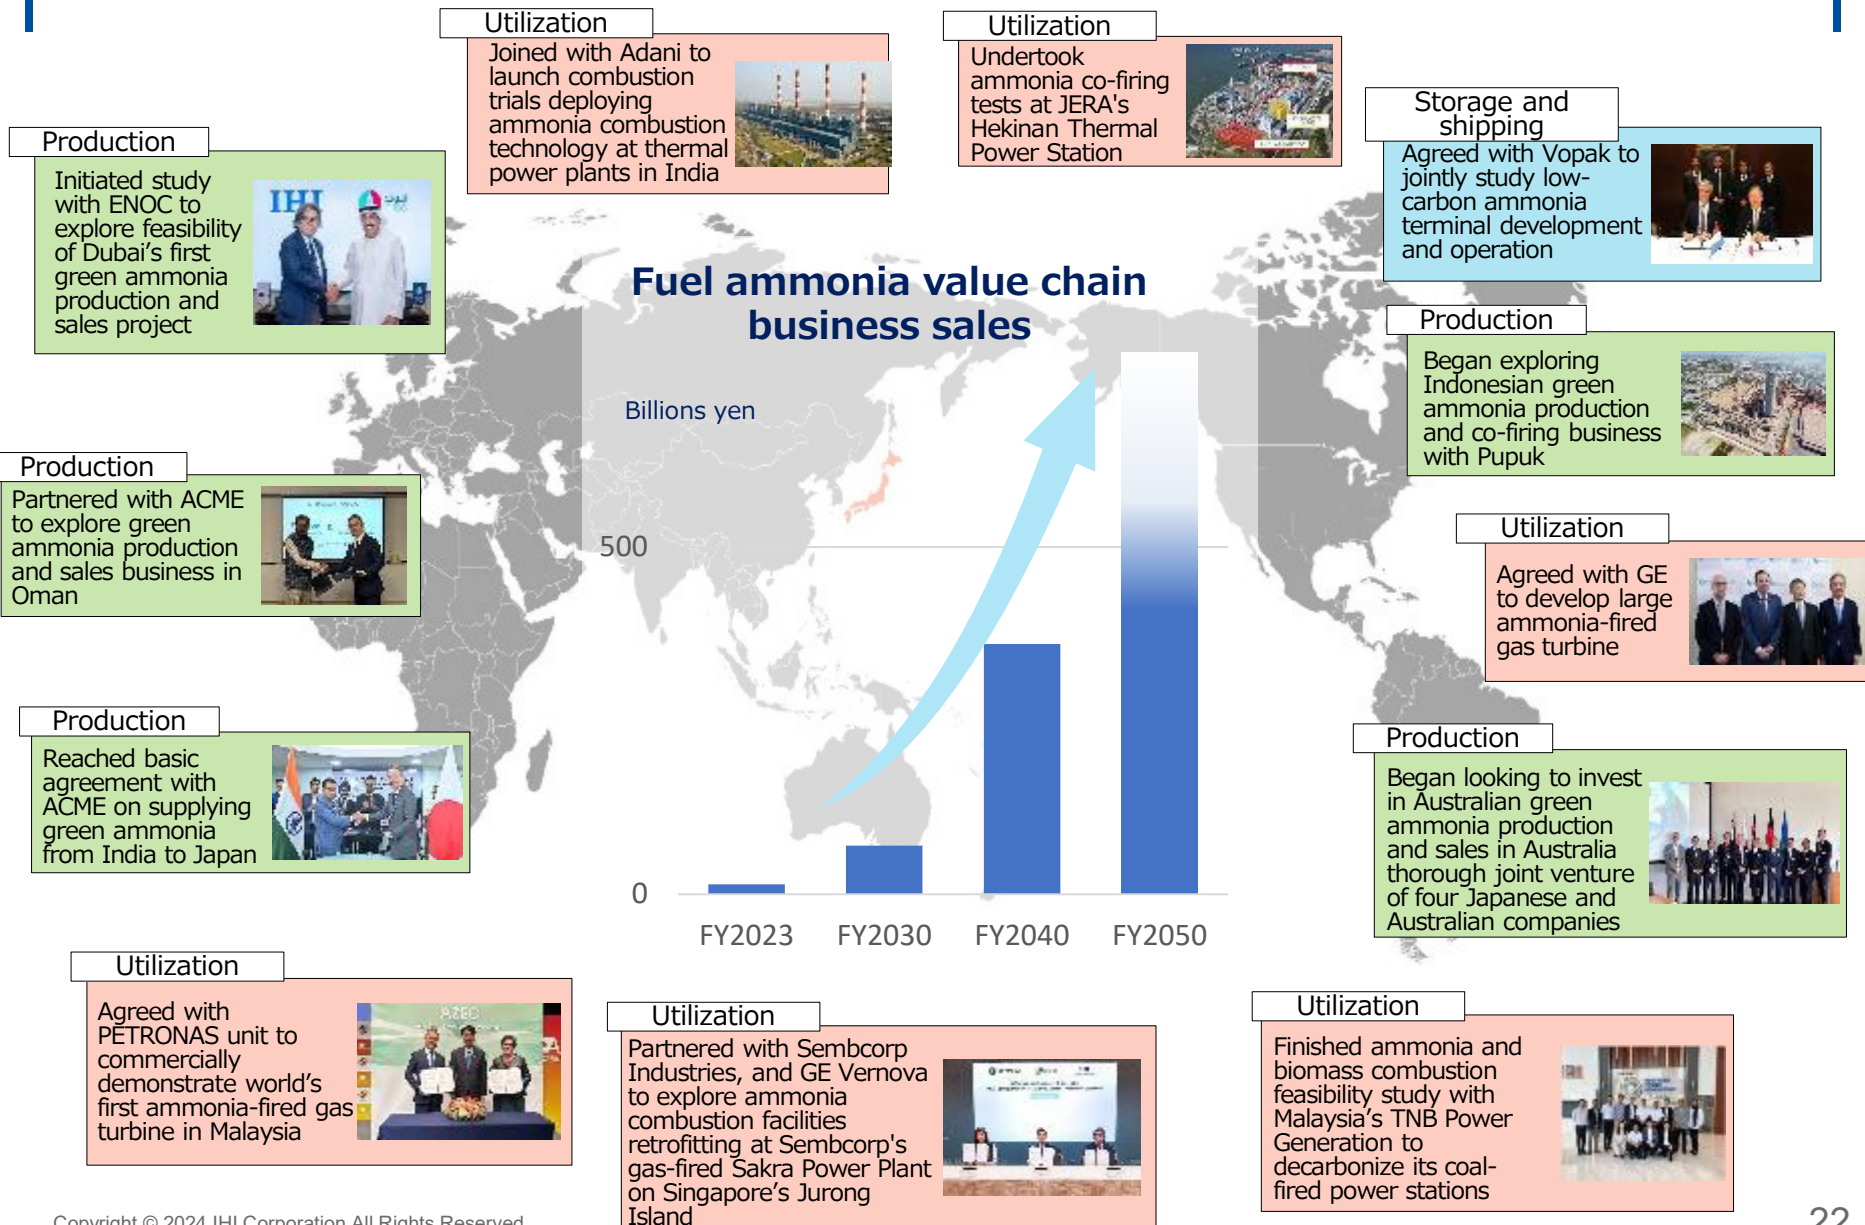 Utilization
Joined with Adani to
launch combustion
trials deploying
ammonia combustion
technology at thermal
power plants in India
Utilization
Undertook
ammonia co-firing
tests at JERA's
Hekinan Thermal
Power Station
Storage and
shipping
Agreed with Vopak to
jointly study low-
carbon ammonia
terminal development
and operation
Production
Initiated study
with ENOC to
explore feasibility
of Dubai’s first
green ammonia
production and
sales project
IHI
Fuel ammonia value chain
business sales
Billions yen
500
0
FY2023
FY2030
FY2040
FY2050
Production
Began exploring
Indonesian green
ammonia production
and co-firing business
with Pupuk
Production
Partnered with ACME
to explore green
ammonia production
and sales business in
Oman
Utilization
Agreed with GE
to develop large
ammonia-fired
gas turbine
Production
Reached basic
agreement with
ACME on supplying
green ammonia
from India to Japan
Production
Began looking to invest
in Australian green
ammonia production
and sales in Australia
thorough joint venture
of four Japanese and
Australian companies
Utilization
Agreed with
PETRONAS unit to
commercially
demonstrate world’s
first ammonia-fired gas
turbine in Malaysia
AZEC
Utilization
Partnered with Sembcorp
Industries, and GE Vernova
to explore ammonia
combustion facilities
retrofitting at Sembcorp's
gas-fired Sakra Power Plant
on Singapore’s Jurong
Island
Utilization
Finished ammonia and
biomass combustion
feasibility study with
Malaysia’s TNB Power
Generation to
decarbonize its coal-
fired power stations
Copyright © 2024 IHI Corporation All Rights Reserved
22